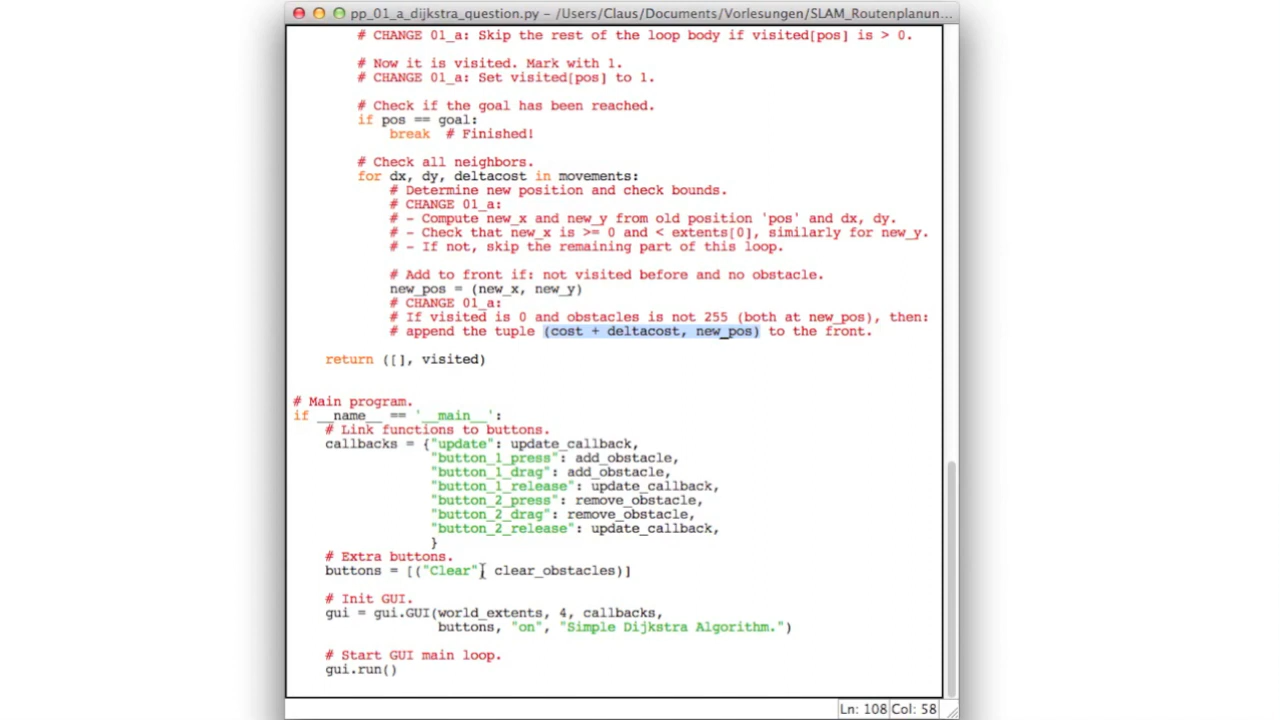 pp_01_a_dijkstra_question.py – /Users/Claus/Documents/Vorlesungen/SLAM_Routenplanun...
# CHANGE 01_a: Skip the rest of the loop body if visited[pos] is > 0.
# Now it is visited. Mark with 1.
# CHANGE 01_a: Set visited[pos] to 1.
# Check if the goal has been reached.
if pos == goal:
break  # Finished!
# Check all neighbors.
for dx, dy, deltacost in movements:
# Determine new position and check bounds.
# CHANGE 01_a:
# - Compute new_x and new_y from old position 'pos' and dx, dy.
# - Check that new_x is >= 0 and < extents[0], similarly for new_y.
# - If not, skip the remaining part of this loop.
# Add to front if: not visited before and no obstacle.
new_pos = (new_x, new_y)
# CHANGE 01_a:
# If visited is 0 and obstacles is not 255 (both at new_pos), then:
# append the tuple (cost + deltacost, new_pos) to the front.
return ([], visited)
# Main program.
if __name__ == '__main__':
# Link functions to buttons.
callbacks = {"update": update_callback,
"button_1_press": add_obstacle,
"button_1_drag": add_obstacle,
"button_1_release": update_callback,
"button_2_press": remove_obstacle,
"button_2_drag": remove_obstacle,
"button_2_release": update_callback,
}
# Extra buttons.
buttons = [("Clear", clear_obstacles)]
# Init GUI.
gui = gui.GUI(world_extents, 4, callbacks,
buttons, "on", "Simple Dijkstra Algorithm.")
# Start GUI main loop.
gui.run()
Ln: 108 Col: 58